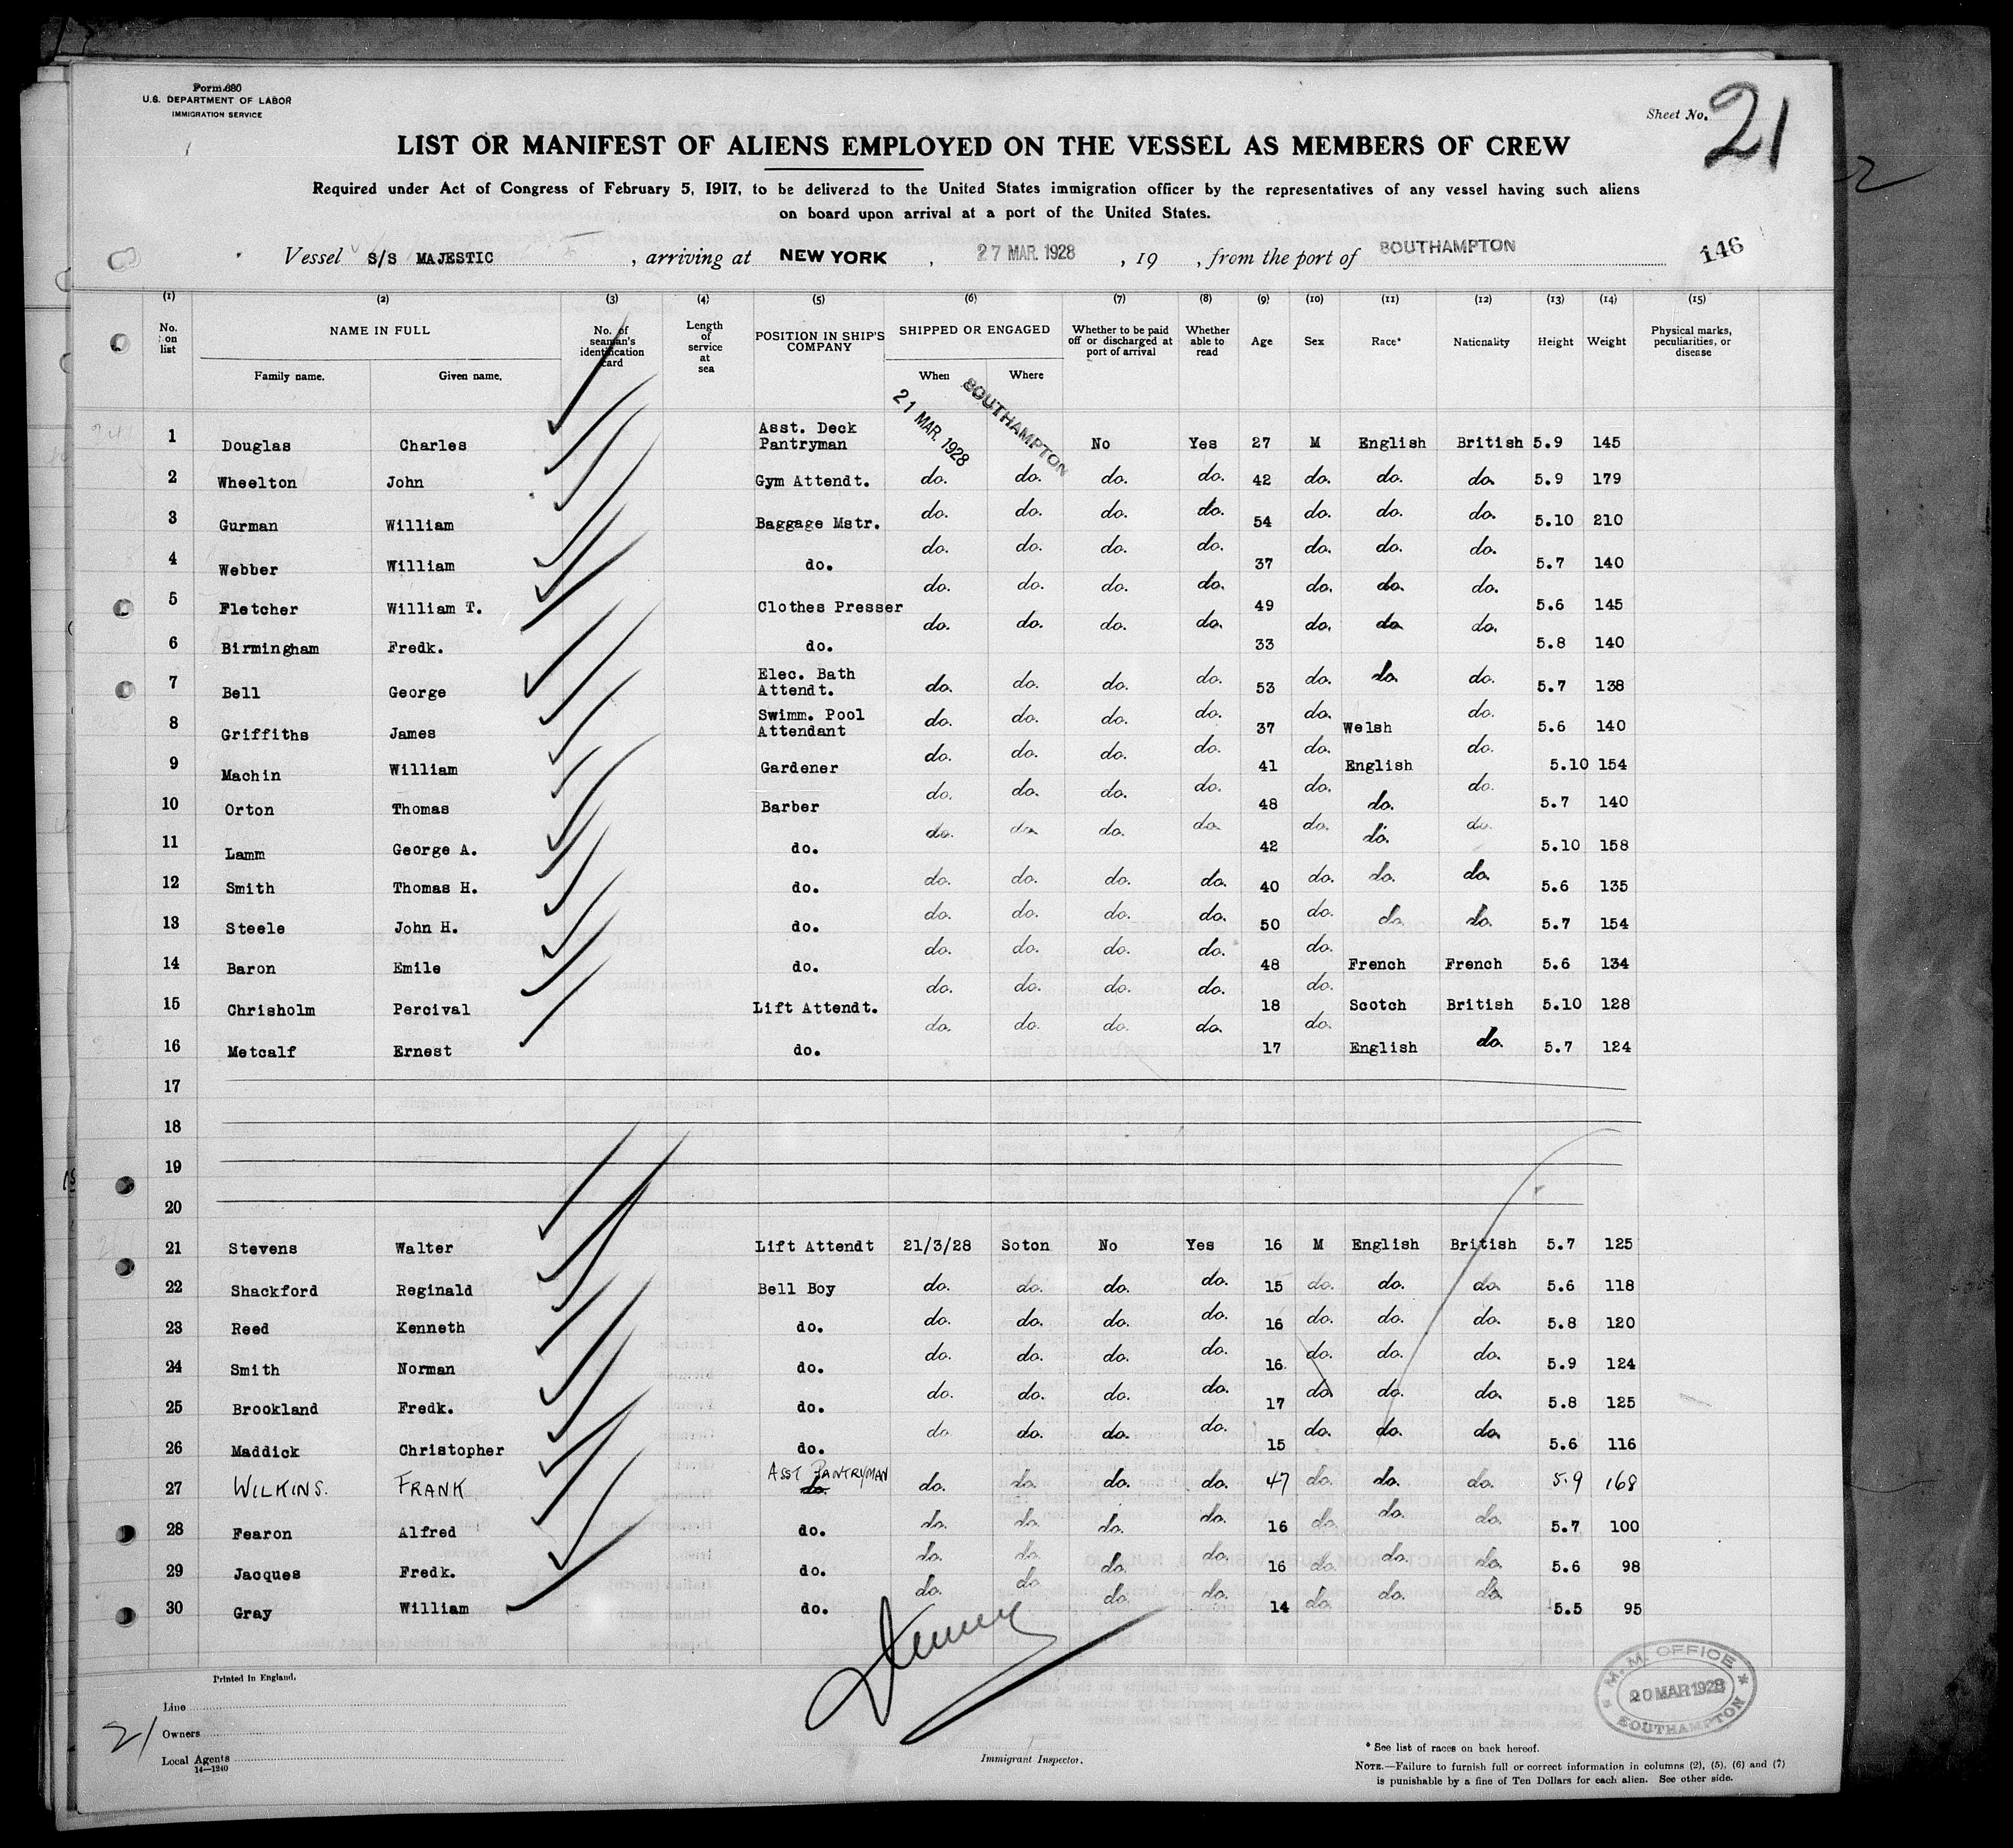 Form 680
U.S. DEPARTMENT OF LABOR
IMMIGRATION SERVICE
Sheet No. 21
LIST OR MANIFEST OF ALIENS EMPLOYED ON THE VESSEL AS MEMBERS OF CREW
Required under Act of Congress of February 5, 1917, to be delivered to the United States immigration officer by the representatives of any vessel having such aliens
on board upon arrival at a port of the United States.
Vessel S/S MAJESTIC, arriving at NEW YORK, 27 MAR. 1928, 19 , from the port of SOUTHAMPTON 146
(1) (2) (3) (4) (5) (6) (7) (8) (9) (10) (11) (12) (13) (14) (15)
No. on list NAME IN FULL Family name. Given name. No. of seaman's identification card Length of service at sea POSITION IN SHIP'S COMPANY SHIPPED OR ENGAGED When Where Whether to be paid off or discharged at port of arrival Whether able to read Age Sex Race* Nationality Height Weight Physical marks, peculiarities, or disease
1 Douglas Charles Asst. Deck Pantryman 21 MAR. 1928 SOUTHAMPTON No Yes 27 M English British 5.9 145
2 Wheelton John Gym Attendt. do. do. do. do. 42 do. do. do. 5.9 179
3 Gurman William Baggage Mstr. do. do. do. do. 54 do. do. do. 5.10 210
4 Webber William do. do. do. do. do. 37 do. do. do. 5.7 140
5 Fletcher William T. Clothes Presser do. do. do. do. 49 do. do. do. 5.6 145
6 Birmingham Fredk. do. do. do. do. do. 33 do. do. do. 5.8 140
7 Bell George Elec. Bath Attendt. do. do. do. do. 53 do. do. do. 5.7 138
8 Griffiths James Swimm. Pool Attendant do. do. do. do. 37 do. Welsh do. 5.6 140
9 Machin William Gardener do. do. do. do. 41 do. English do. 5.10 154
10 Orton Thomas Barber do. do. do. do. 48 do. do. do. 5.7 140
11 Lamm George A. do. do. do. do. do. 42 do. do. do. 5.10 158
12 Smith Thomas H. do. do. do. do. do. 40 do. do. do. 5.6 135
13 Steele John H. do. do. do. do. do. 50 do. do. do. 5.7 154
14 Baron Emile do. do. do. do. do. 48 do. French French 5.6 134
15 Chrisholm Percival Lift Attendt. do. do. do. do. 18 do. Scotch British 5.10 128
16 Metcalf Ernest do. do. do. do. do. 17 do. English do. 5.7 124
17
18
19
20
21 Stevens Walter Lift Attendt 21/3/28 Soton No Yes 16 M English British 5.7 125
22 Shackford Reginald Bell Boy do. do. do. do. 15 do. do. do. 5.6 118
23 Reed Kenneth do. do. do. do. do. 16 do. do. do. 5.8 120
24 Smith Norman do. do. do. do. do. 16 do. do. do. 5.9 124
25 Brookland Fredk. do. do. do. do. do. 17 do. do. do. 5.8 125
26 Maddick Christopher do. do. do. do. do. 15 do. do. do. 5.6 116
27 WILKINS. FRANK ASST PANTRYMAN do. do. do. do. do. 47 do. do. do. 5.9 168
28 Fearon Alfred do. do. do. do. do. 16 do. do. do. 5.7 100
29 Jacques Fredk. do. do. do. do. do. 16 do. do. do. 5.6 98
30 Gray William do. do. do. do. do. 14 do. do. do. 5.5 95
Printed in England.
Line
Owners
21
Local Agents
14—1240
Immigrant Inspector.
M.M. OFFICE
20 MAR 1928
SOUTHAMPTON
* See list of races on back hereof.
NOTE.—Failure to furnish full or correct information in columns (2), (5), (6) and (7)
is punishable by a fine of Ten Dollars for each alien. See other side.